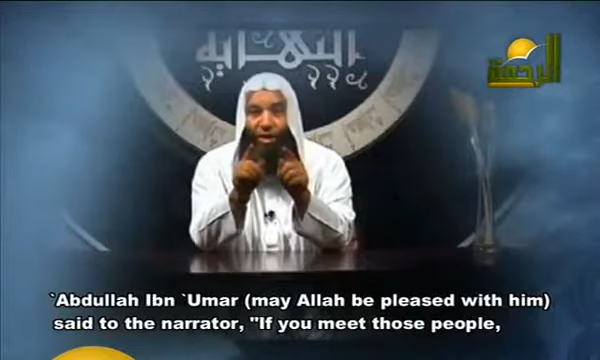 النهاية
الرحمة
`Abdullah Ibn `Umar (may Allah be pleased with him)
said to the narrator, "If you meet those people,